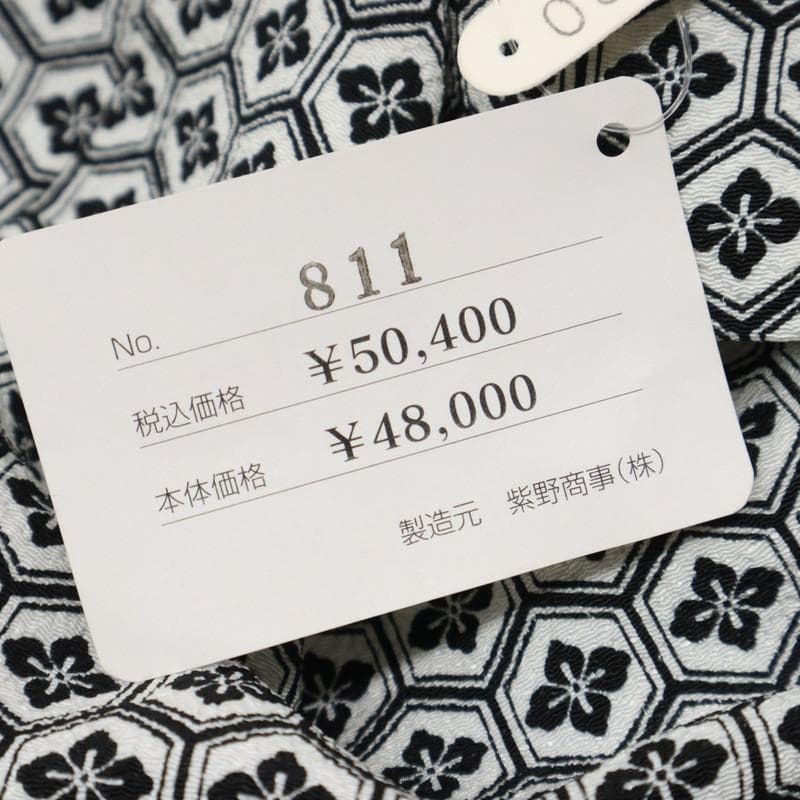 No. 811
税込価格 ¥50,400
本体価格 ¥48,000
製造元 紫野商事(株)